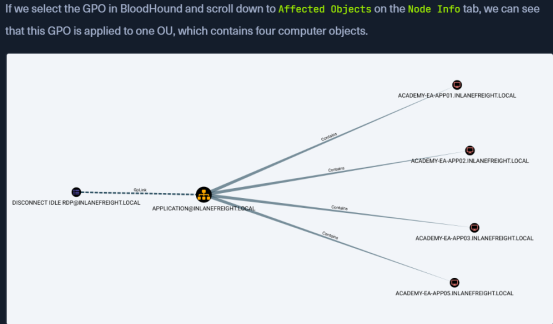 If we select the GPO in BloodHound and scroll down to Affected Objects on the Node Info tab, we can see
that this GPO is applied to one OU, which contains four computer objects.
ACADEMY-EA-APP01.INLANEFREIGHT.LOCAL
Contains
ACADEMY-EA-APP02.INLANEFREIGHT.LOCAL
Contains
GpLink
DISCONNECT IDLE RDP@INLANEFREIGHT.LOCAL
APPLICATION@INLANEFREIGHT.LOCAL
Contains
ACADEMY-EA-APP03.INLANEFREIGHT.LOCAL
Contains
ACADEMY-EA-APP05.INLANEFREIGHT.LOCAL